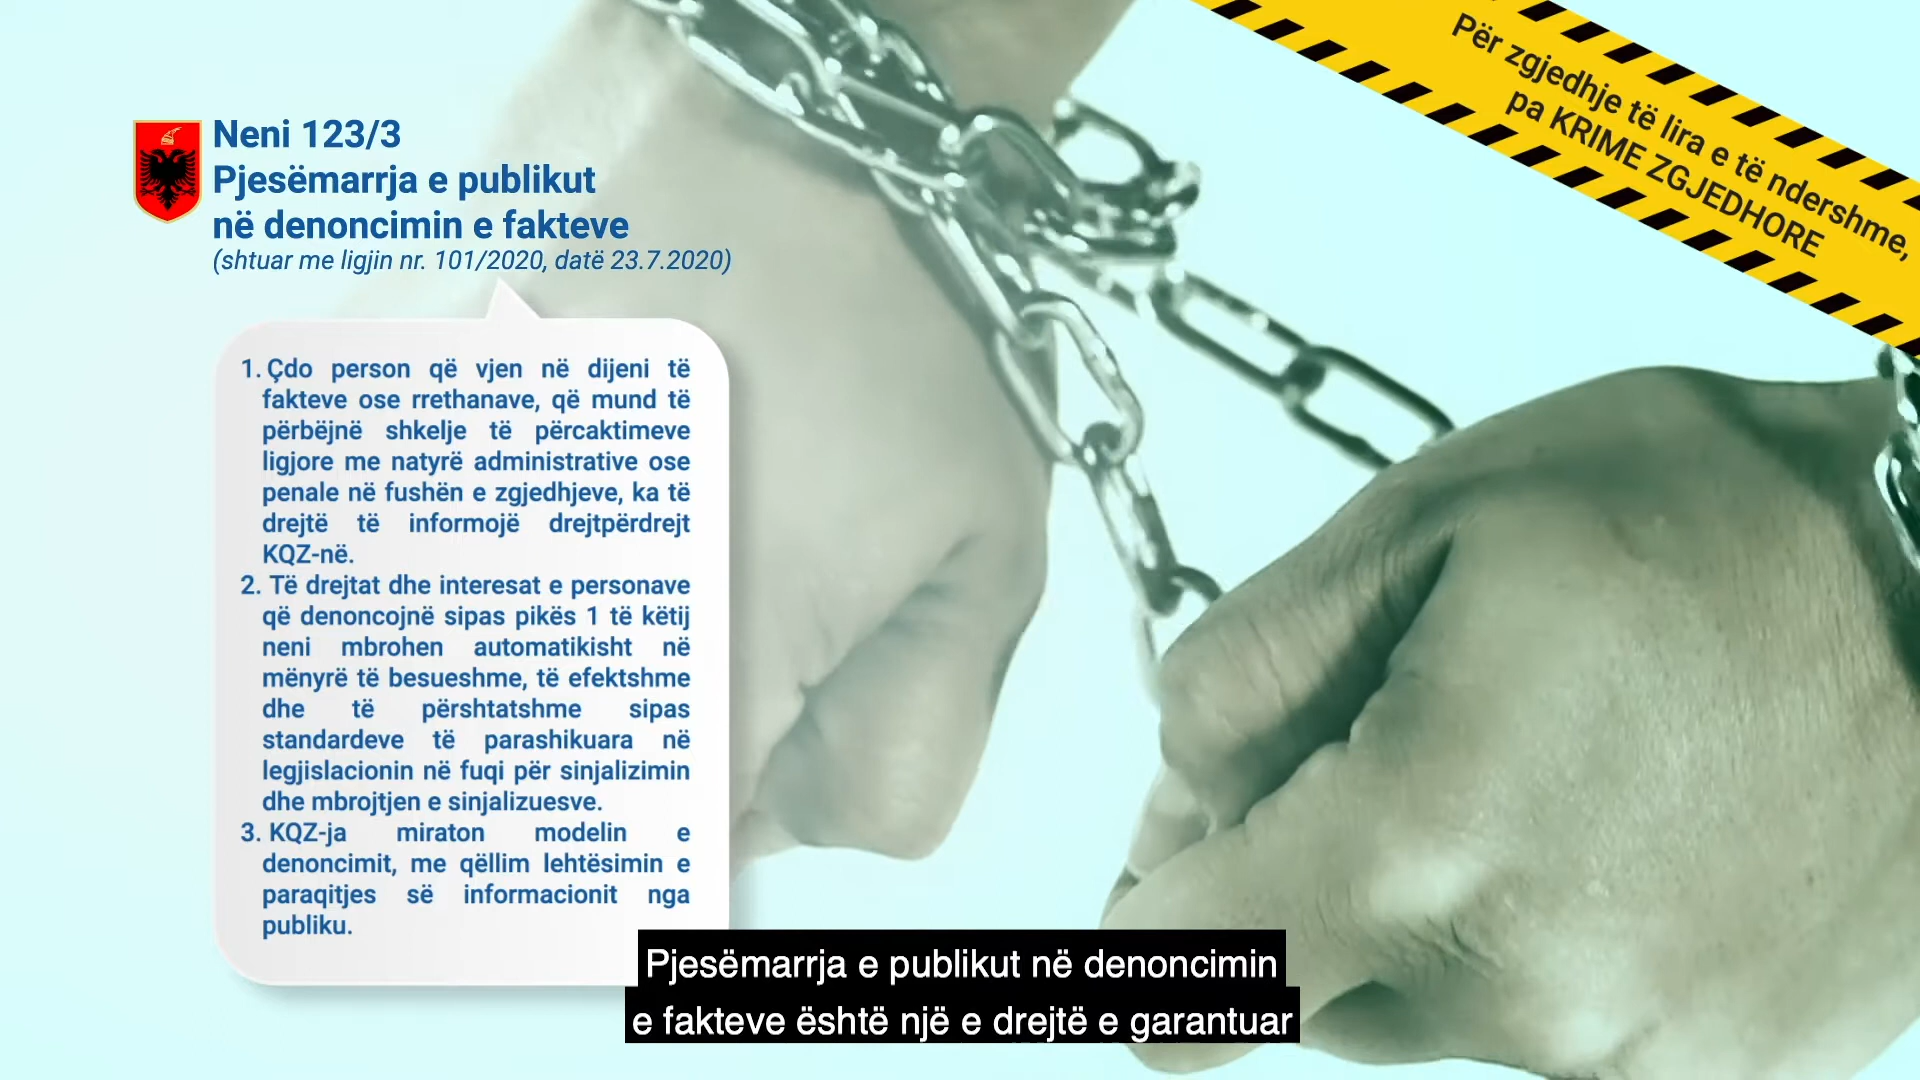 Neni 123/3
Pjesëmarrja e publikut
në denoncimin e fakteve
(shtuar me ligjin nr. 101/2020, datë 23.7.2020)
1. Çdo person që vjen në dijeni të
fakteve ose rrethanave, që mund të
përbëjnë shkelje të përcaktimeve
ligjore me natyrë administrative ose
penale në fushën e zgjedhjeve, ka të
drejtë të informojë drejtpërdrejt
KQZ-në.
2. Të drejtat dhe interesat e personave
që denoncojnë sipas pikës 1 të këtij
neni mbrohen automatikisht në
mënyrë të besueshme, të efektshme
dhe të përshtatshme sipas
standardeve të parashikuara në
legjislacionin në fuqi për sinjalizimin
dhe mbrojtjen e sinjalizuesve.
3. KQZ-ja miraton modelin e
denoncimit, me qëllim lehtësimin e
paraqitjes së informacionit nga
publiku.
Për zgjedhje të lira e të ndershme,
pa KRIME ZGJEDHORE
Pjesëmarrja e publikut në denoncimin
e fakteve është një e drejtë e garantuar